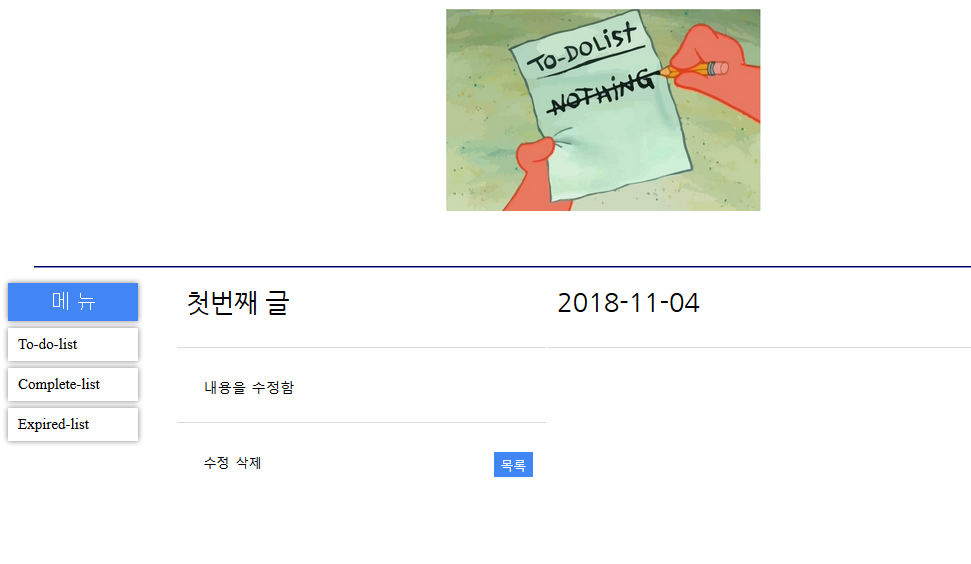 TO-DOLiST
NOTHiNG
메 뉴
첫번째 글 2018-11-04
To-do-list
Complete-list
내용을 수정함
Expired-list
수정 삭제 목록